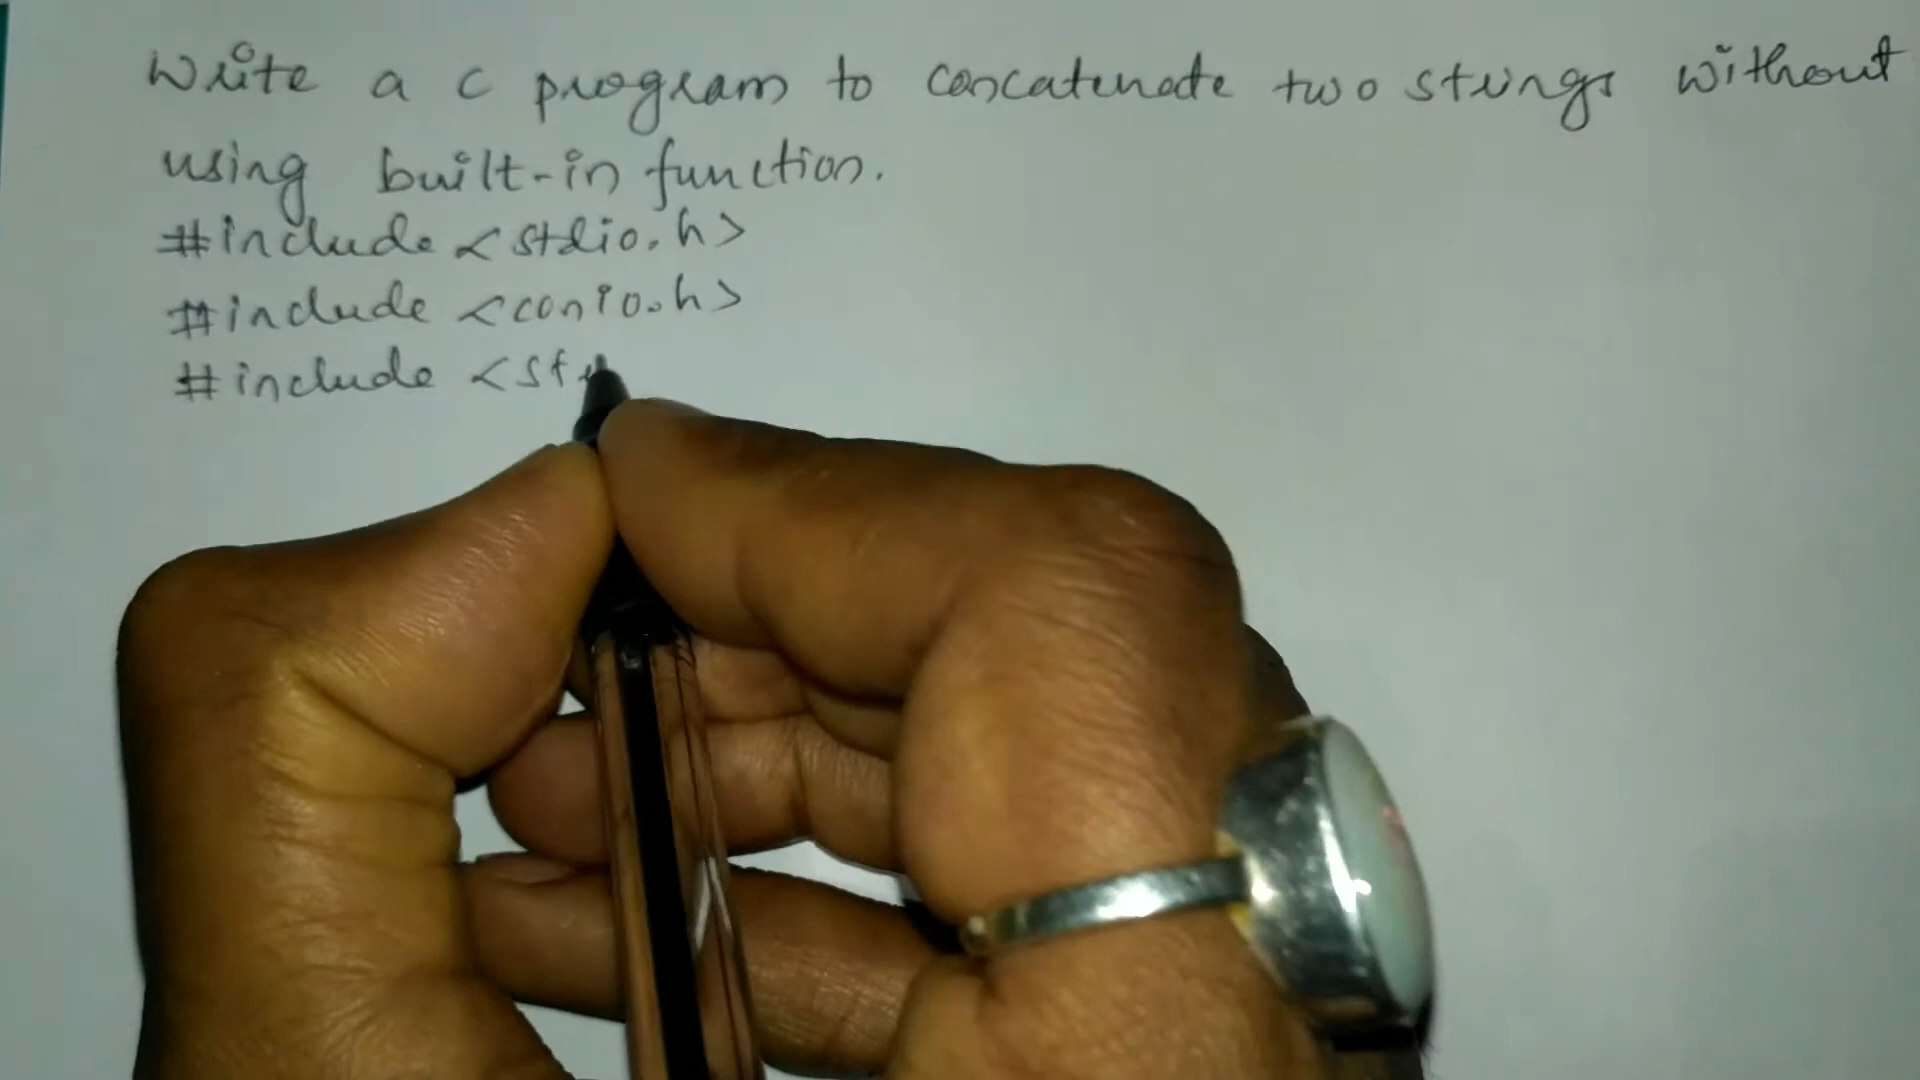 Write a c program to concatenate two strings without
using built-in function.
#include <stdio.h>
#include <conio.h>
#include <st